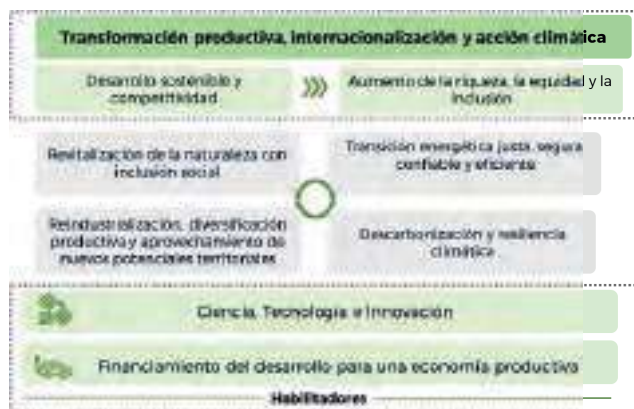 Transformación productiva, internacionalización y acción climática
Desarrollo sostenible y
competitividad
Aumento de la riqueza, la equidad y la
inclusión
Revitalización de la naturaleza con
inclusión social
Transición energética justa, segura
confiable y eficiente
Reindustrialización, diversificación
productiva y aprovechamiento de
nuevos potenciales territoriales
Descarbonización y resiliencia
climática
Ciencia, Tecnología e Innovación
Financiamiento del desarrollo para una economía productiva
Habilitadores